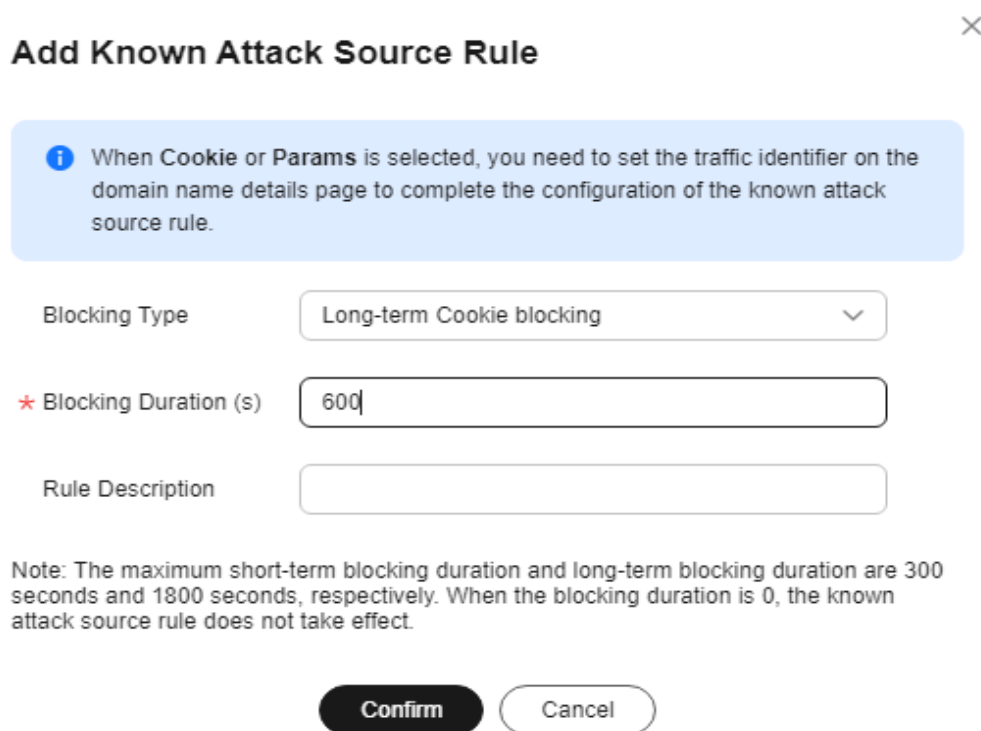 Add Known Attack Source Rule
When Cookie or Params is selected, you need to set the traffic identifier on the
domain name details page to complete the configuration of the known attack
source rule.
Blocking Type
Long-term Cookie blocking
* Blocking Duration (s)
600
Rule Description
Note: The maximum short-term blocking duration and long-term blocking duration are 300
seconds and 1800 seconds, respectively. When the blocking duration is 0, the known
attack source rule does not take effect.
Confirm
Cancel